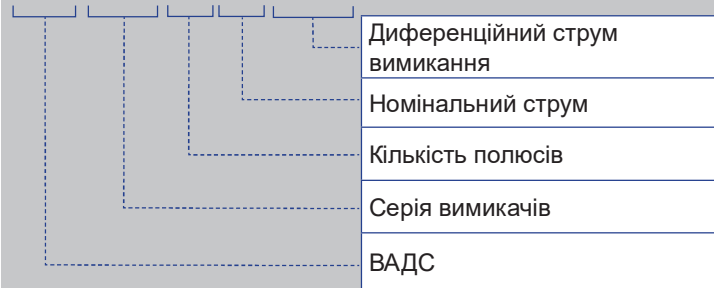 Диференційний струм
вимикання
Номінальний струм
Кількість полюсів
Серія вимикачів
ВАДС